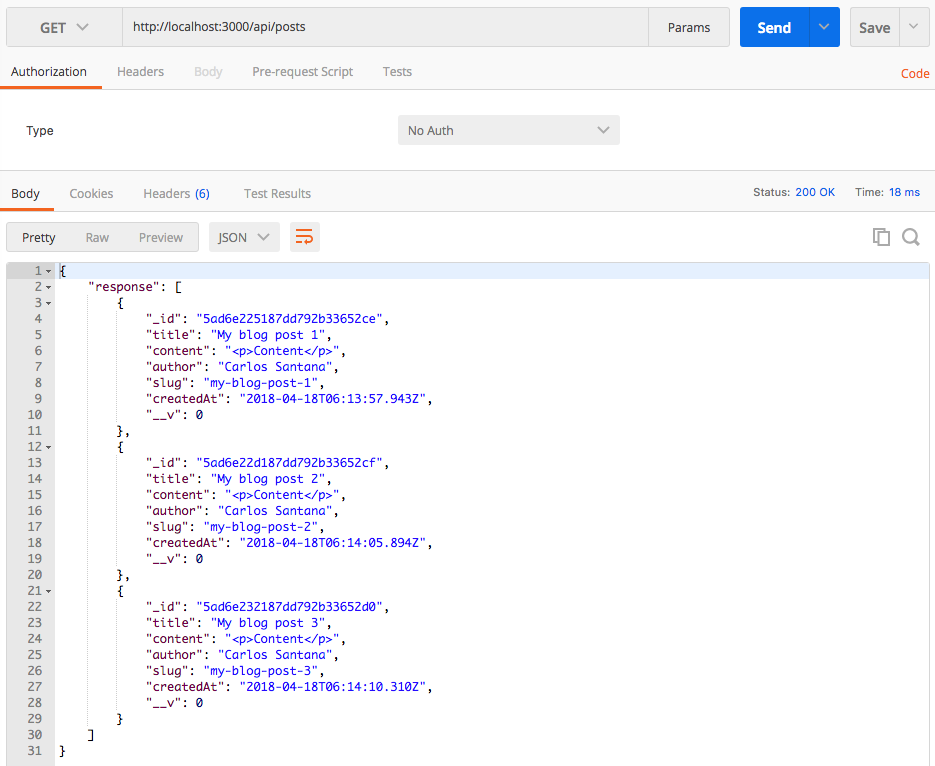 GET http://localhost:3000/api/posts Params Send Save
Authorization Headers Body Pre-request Script Tests Code
Type No Auth
Body Cookies Headers (6) Test Results Status: 200 OK Time: 18 ms
Pretty Raw Preview JSON
1 {
2 "response": [
3 {
4 "_id": "5ad6e225187dd792b33652ce",
5 "title": "My blog post 1",
6 "content": "<p>Content</p>",
7 "author": "Carlos Santana",
8 "slug": "my-blog-post-1",
9 "createdAt": "2018-04-18T06:13:57.943Z",
10 "__v": 0
11 },
12 {
13 "_id": "5ad6e22d187dd792b33652cf",
14 "title": "My blog post 2",
15 "content": "<p>Content</p>",
16 "author": "Carlos Santana",
17 "slug": "my-blog-post-2",
18 "createdAt": "2018-04-18T06:14:05.894Z",
19 "__v": 0
20 },
21 {
22 "_id": "5ad6e232187dd792b33652d0",
23 "title": "My blog post 3",
24 "content": "<p>Content</p>",
25 "author": "Carlos Santana",
26 "slug": "my-blog-post-3",
27 "createdAt": "2018-04-18T06:14:10.310Z",
28 "__v": 0
29 }
30 ]
31 }